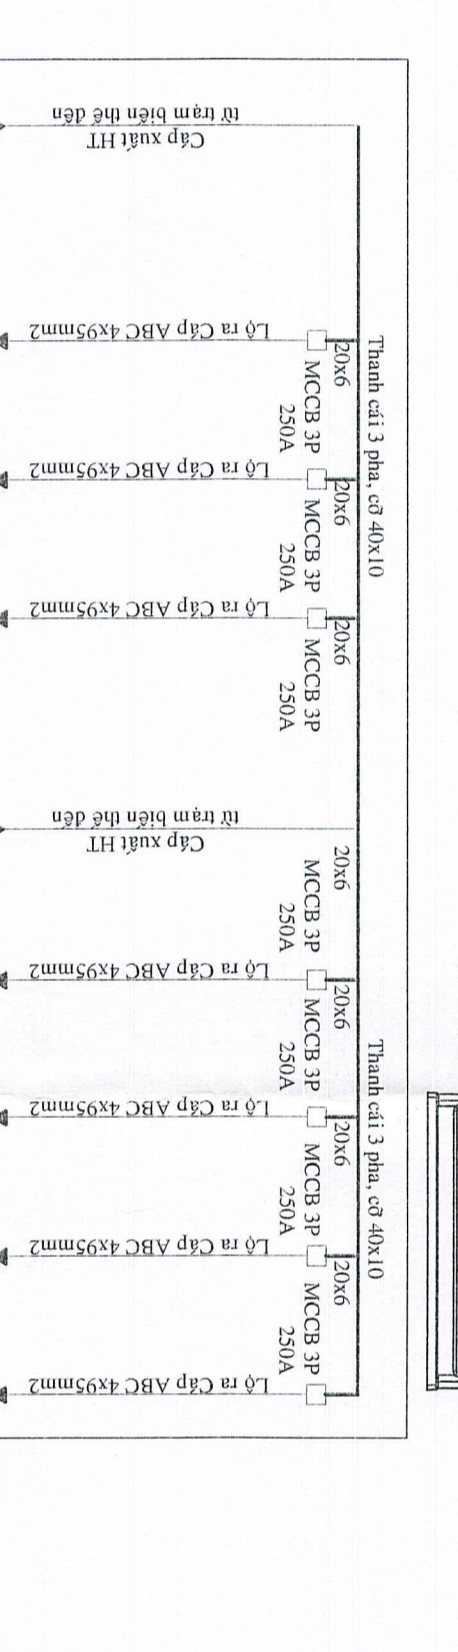 từ trạm biến thế đến
Cáp xuất HT
Lộ ra Cáp ABC 4x95mm2
20x6
MCCB 3P
250A
Thanh cái 3 pha, cỡ 40x10
Lộ ra Cáp ABC 4x95mm2
20x6
MCCB 3P
250A
Lộ ra Cáp ABC 4x95mm2
20x6
MCCB 3P
250A
từ trạm biến thế đến
Cáp xuất HT
20x6
MCCB 3P
250A
Lộ ra Cáp ABC 4x95mm2
20x6
MCCB 3P
250A
Thanh cái 3 pha, cỡ 40x10
Lộ ra Cáp ABC 4x95mm2
20x6
MCCB 3P
250A
Lộ ra Cáp ABC 4x95mm2
20x6
MCCB 3P
250A
Lộ ra Cáp ABC 4x95mm2